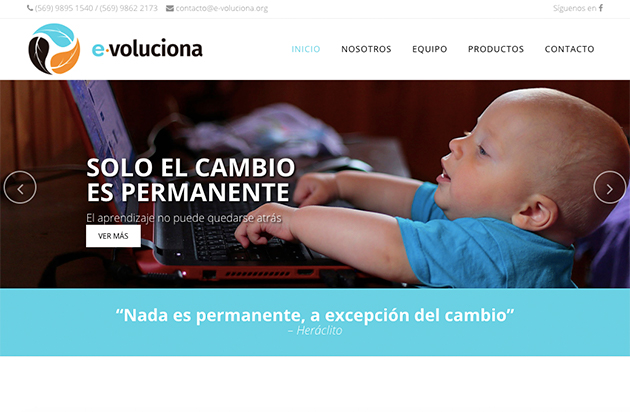 (569) 9895 1540 / (569) 9862 2173 contacto@e-voluciona.org Síguenos en
e-voluciona
INICIO NOSOTROS EQUIPO PRODUCTOS CONTACTO
SOLO EL CAMBIO
ES PERMANENTE
El aprendizaje no puede quedarse atrás
VER MÁS
“Nada es permanente, a excepción del cambio”
– Heráclito